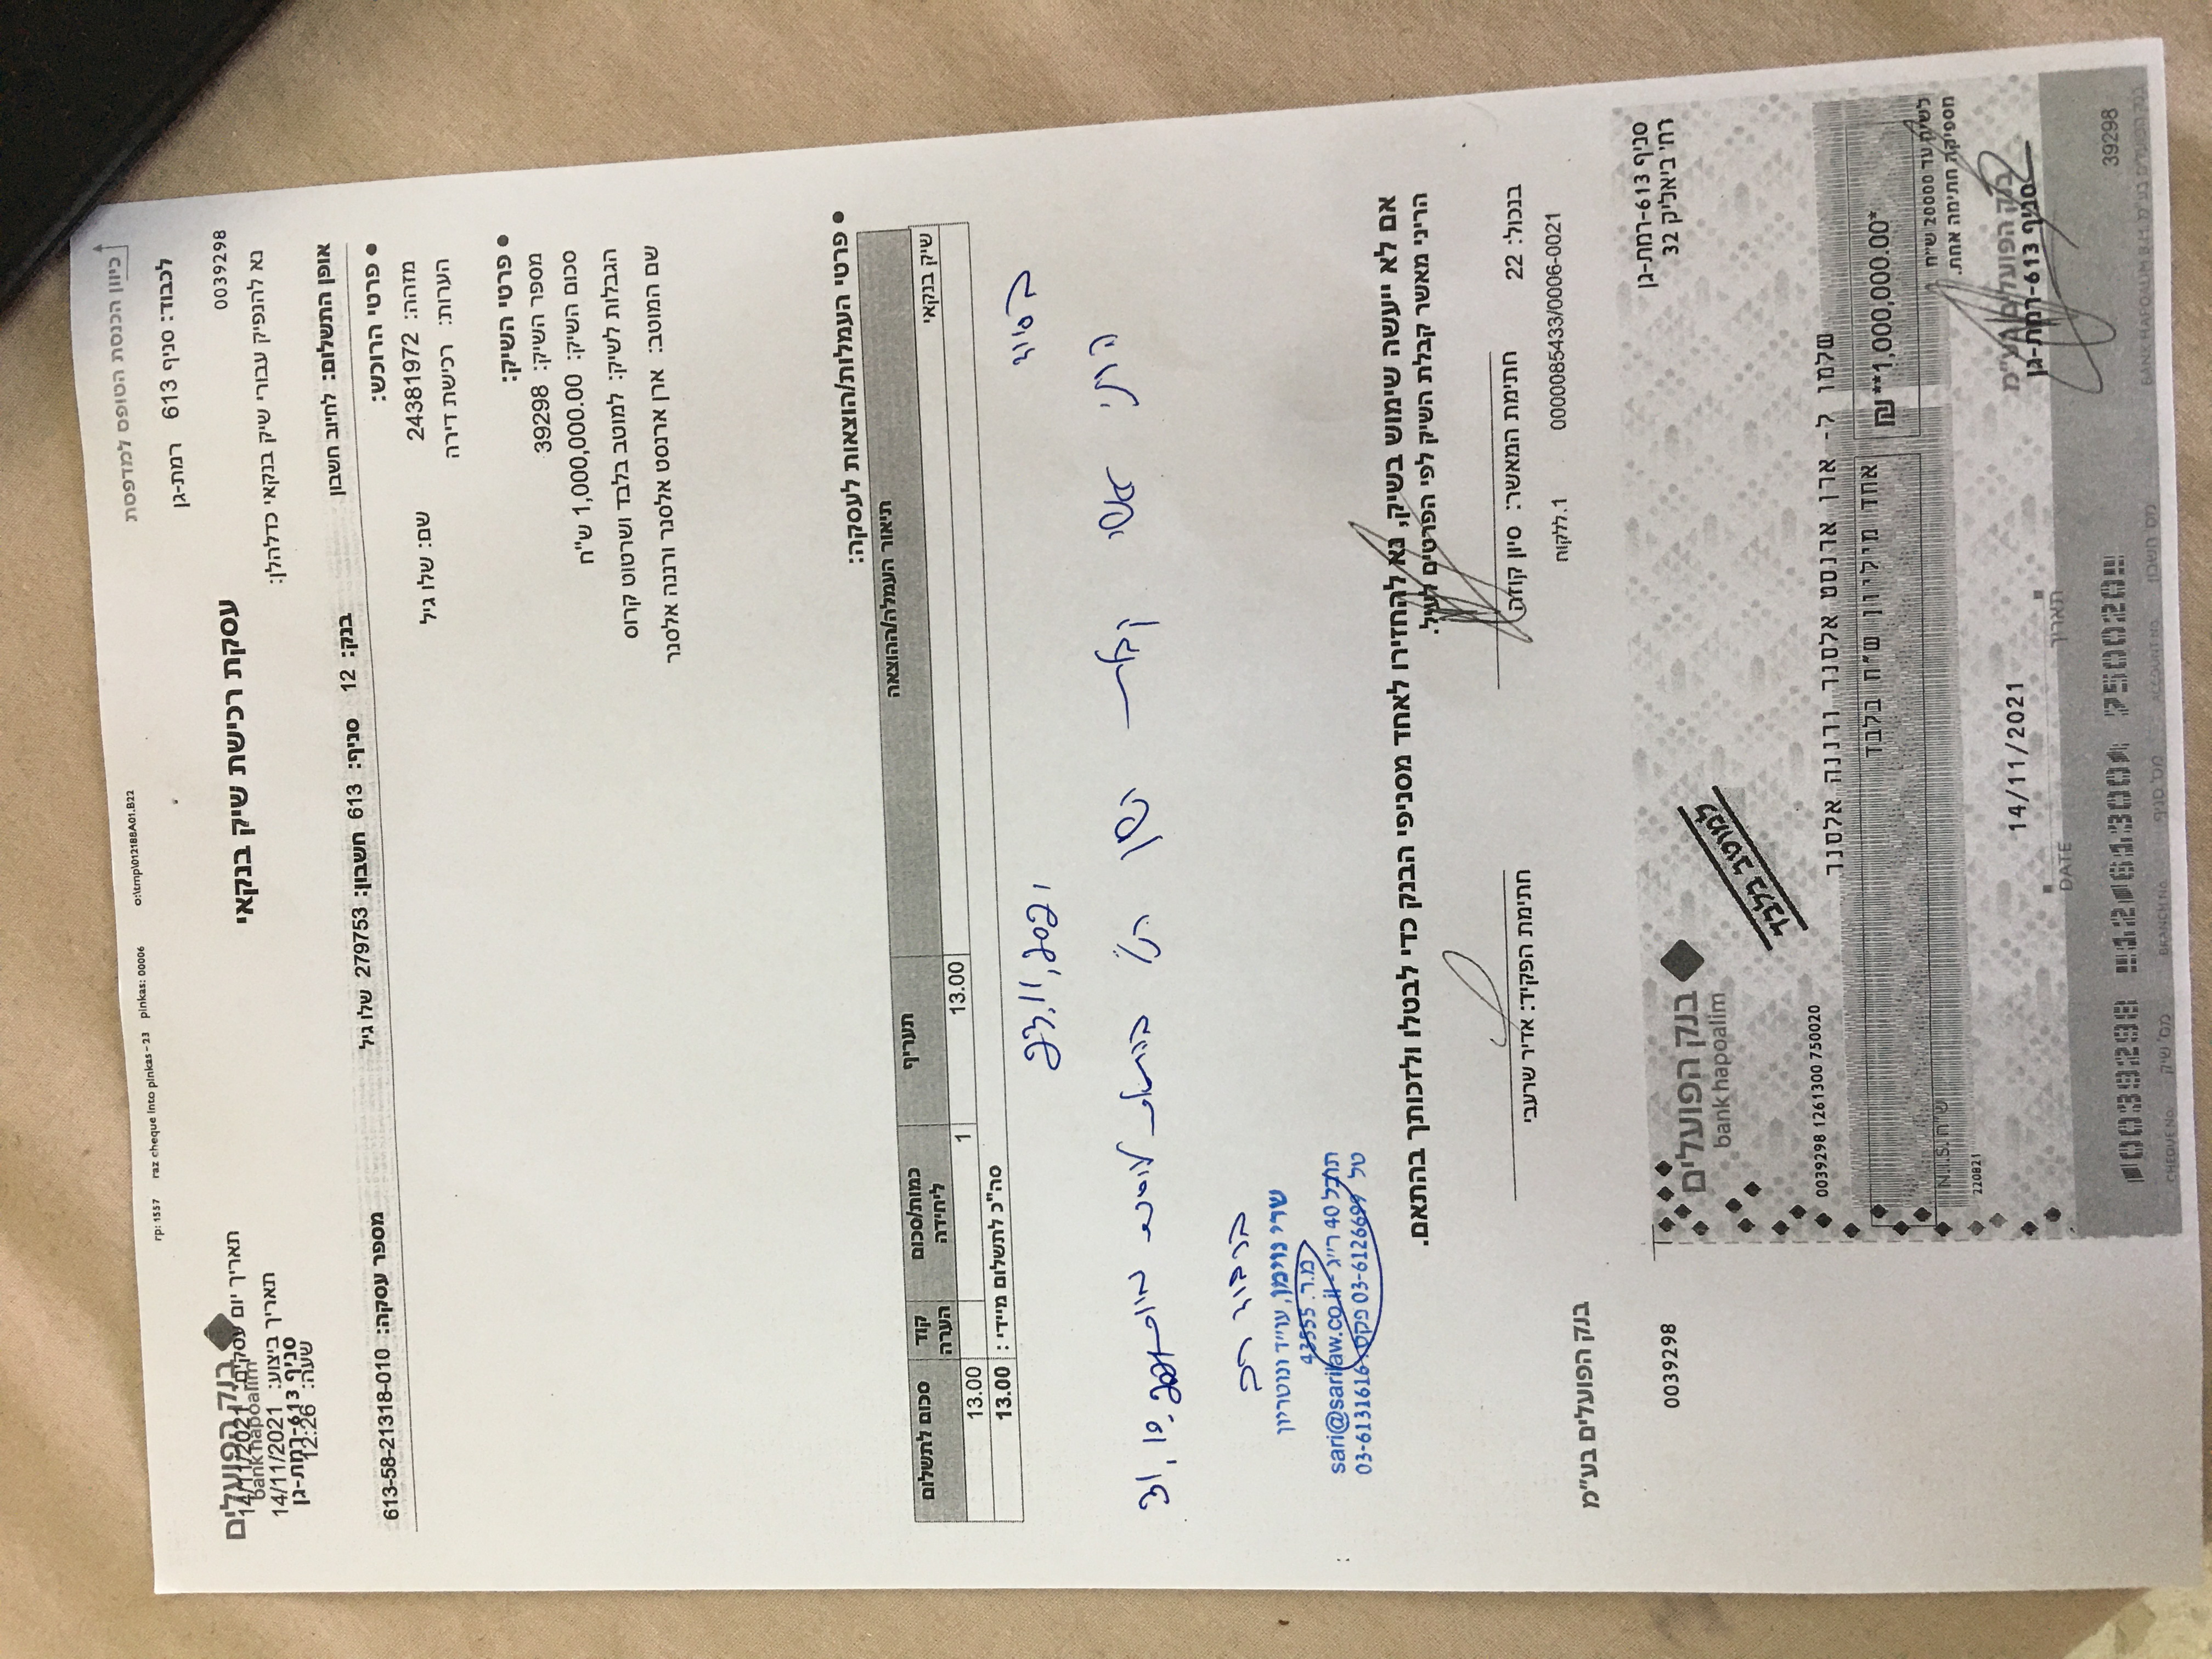 כיוון הכנסת הטופס למדפסת
rp: 1557 raz cheque into pinkas-23 pinkas: 00006 o:\tmp\012188A01.B22
לכבוד: סניף 613 רמת-גן
0039298
בנק הפועלים
bank hapoalim
תאריך יום עסקים: 14/11/2021
תאריך ביצוע: 14/11/2021
סניף 613-רמת-גן
שעה: 12:26
עסקת רכישת שיק בנקאי
נא להנפיק עבורי שיק בנקאי כדלהלן:
אופן התשלום: לחיוב חשבון בנק: 12 סניף: 613 חשבון: 279753 שלו גיל מספר עסקה: 613-58-21318-010
• פרטי הרוכש:
מזהה: 24381972 שם: שלו גיל
הערות: רכישת דירה
• פרטי השיק:
מספר השיק: 39298
סכום השיק: 1,000,000.00 ש"ח
הגבלות לשיק: למוטב בלבד ושרטוט קרוס
שם המוטב: ארן ארנסט אלסנר ורננה אלסנר
• פרטי העמלות/הוצאות לעסקה:
תיאור העמלה/ההוצאה תעריף כמות/סכום ליחידה קוד הערה סכום לתשלום
שיק בנקאי 13.00 1 13.00
סה"כ לתשלום מיידי: 13.00
23.11.2021
הריני אשר קבלת השיק הנ"ל בהתאם להסכם מיום 31.10.2021
בכבוד רב
שרי נוימן, עו"ד ונוטריון
מ.ר. 43555
תובל 40 ר"ג - sari@sarilaw.co.il
טל 03-6126699 פקס. 03-6131616
אם לא ייעשה שימוש בשיק, נא להחזירו לאחד מסניפי הבנק כדי לבטלו ולזכותך בהתאם.
הריני מאשר קבלת השיק לפי הפרטים לעיל.
בנכול: 22 חתימת המאשר: סיון קוזה חתימת הפקיד: אדיר שרעבי
0000085433/0006-0021 1.ללקוח
בנק הפועלים בע"מ
0039298
סניף 613-רמת-גן
רח' ביאליק 32
בנק הפועלים
bank hapoalim
למוטב בלבד
0039298 1261300 750020
שלמו ל- ארן ארנסט אלסנר ורננה אלסנר
אחד מיליון ש"ח בלבד
₪ **1,000,000.00*
N.I.S. ש"ח
לשיק עד 20000 ש"ח
מספיקה חתימה אחת.
220821
14/11/2021
תאריך DATE
בנק הפועלים בע"מ
סניף 613-רמת-גן
0039298 12 613004 750020
39298
CHEQUE No. מס' שיק BRANCH No. מס' סניף ACCOUNT NO. מס' חשבון
BANK HAPOALIM B.M. בנק הפועלים בע"מ